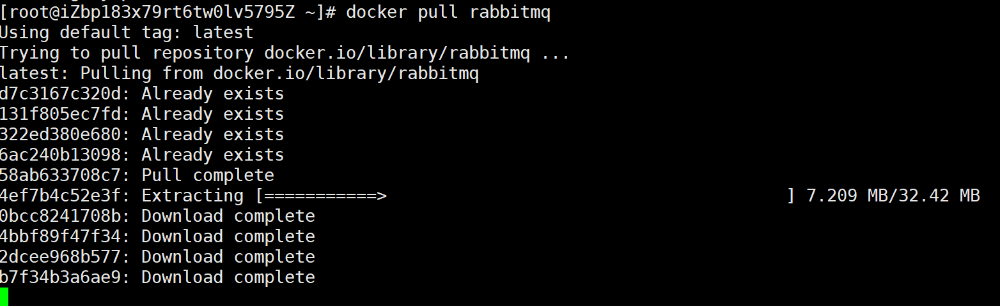 [root@iZbp183x79rt6tw0lv5795Z ~]# docker pull rabbitmq
Using default tag: latest
Trying to pull repository docker.io/library/rabbitmq ...
latest: Pulling from docker.io/library/rabbitmq
d7c3167c320d: Already exists
131f805ec7fd: Already exists
322ed380e680: Already exists
6ac240b13098: Already exists
58ab633708c7: Pull complete
4ef7b4c52e3f: Extracting [===========>                                       ] 7.209 MB/32.42 MB
0bcc8241708b: Download complete
4bbf89f47f34: Download complete
2dcee968b577: Download complete
b7f34b3a6ae9: Download complete